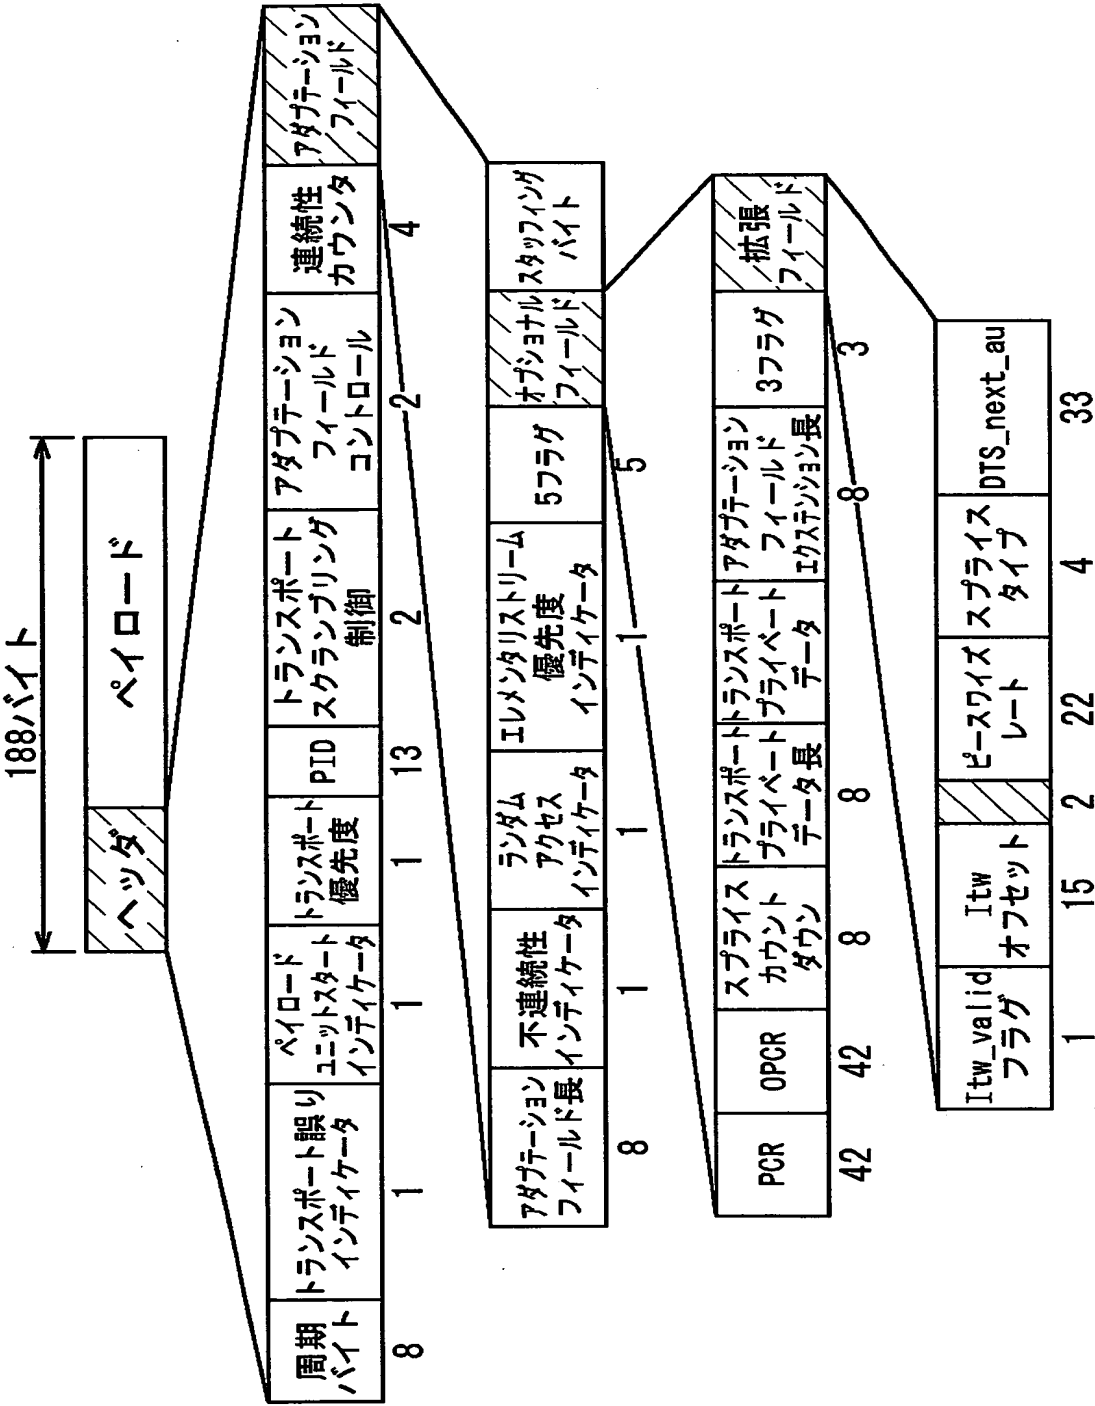 188バイト
ヘッダ
ペイロード
周期
バイト
トランスポート誤り
インディケータ
ペイロード
ユニットスタート
インディケータ
トランスポート
優先度
PID
トランスポート
スクランブリング
制御
アダプテーション
フィールド
コントロール
連続性
カウンタ
アダプテーション
フィールド
8
1
1
1
13
2
2
4
アダプテーション
フィールド長
不連続性
インディケータ
ランダム
アクセス
インディケータ
エレメンタリストリーム
優先度
インディケータ
5フラグ
オプショナル
フィールド
スタッフィング
バイト
8
1
1
1
5
PCR
OPCR
スプライス
カウント
ダウン
トランスポート
プライベート
データ長
トランスポート
プライベート
データ
アダプテーション
フィールド
エクステンション長
3フラグ
拡張
フィールド
42
42
8
8
8
3
Itw_valid
フラグ
Itw
オフセット
ピースワイズ
レート
スプライス
タイプ
DTS_next_au
1
15
2
22
4
33